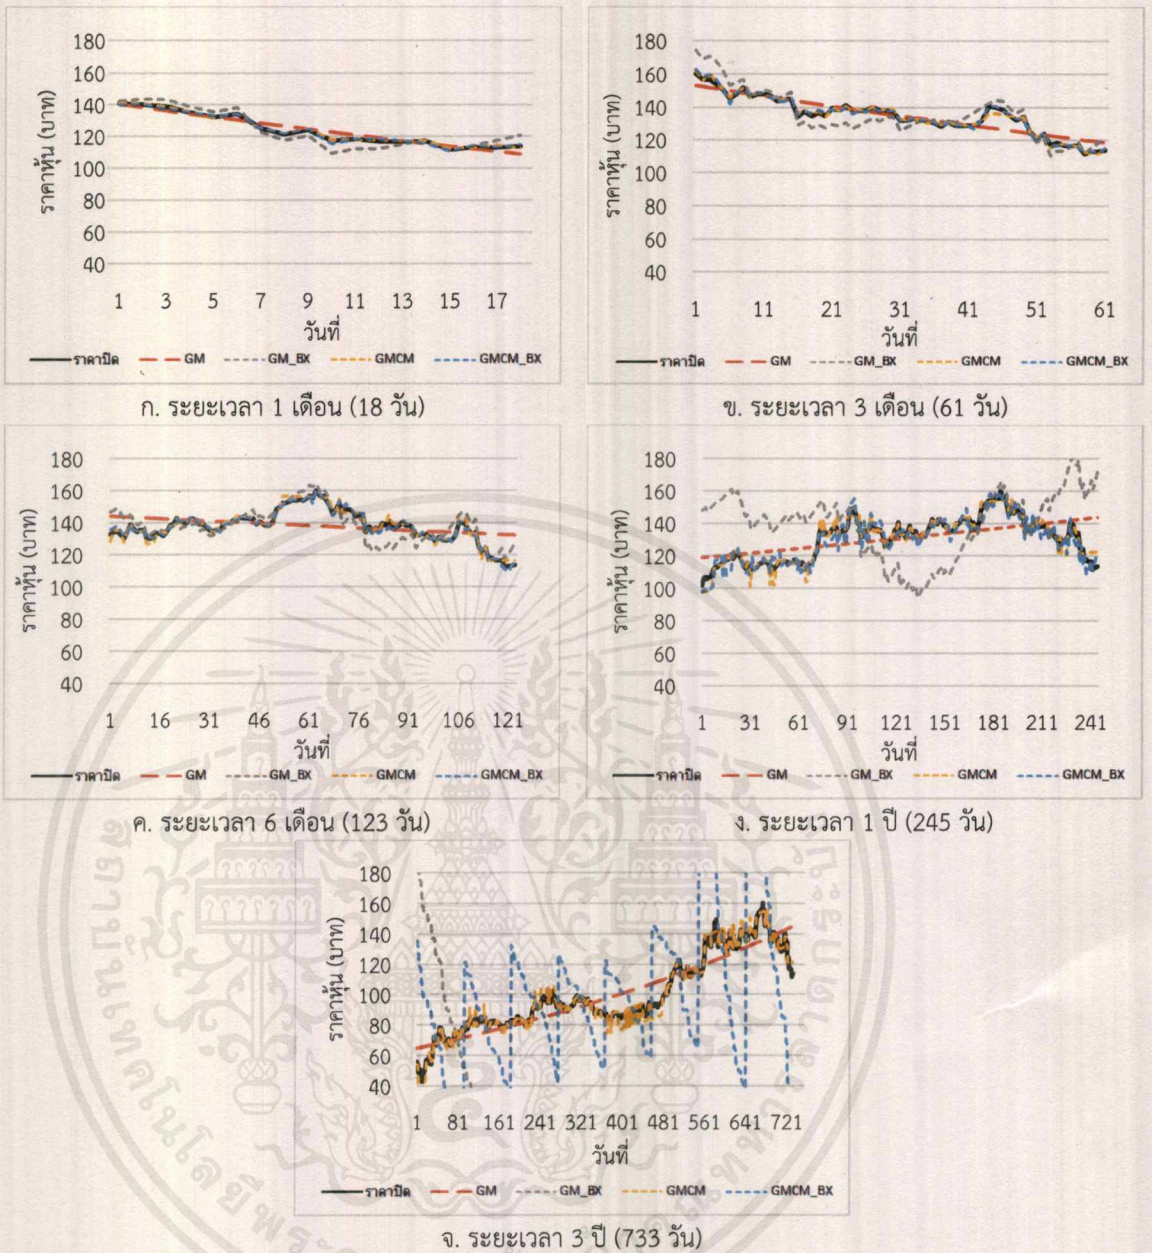 180
160
140
120
100
80
60
40
ราคาหุ้น (บาท)
1 3 5 7 9 11 13 15 17
วันที่
ราคาปิด GM GM_BX GMCM GMCM_BX
ก. ระยะเวลา 1 เดือน (18 วัน)
180
160
140
120
100
80
60
40
ราคาหุ้น (บาท)
1 11 21 31 41 51 61
วันที่
ราคาปิด GM GM_BX GMCM GMCM_BX
ข. ระยะเวลา 3 เดือน (61 วัน)
180
160
140
120
100
80
60
40
ราคาหุ้น (บาท)
1 16 31 46 61 76 91 106 121
วันที่
ราคาปิด GM GM_BX GMCM GMCM_BX
ค. ระยะเวลา 6 เดือน (123 วัน)
180
160
140
120
100
80
60
40
ราคาหุ้น (บาท)
1 31 61 91 121 151 181 211 241
วันที่
ราคาปิด GM GM_BX GMCM GMCM_BX
ง. ระยะเวลา 1 ปี (245 วัน)
180
160
140
120
100
80
60
40
ราคาหุ้น (บาท)
1 81 161 241 321 401 481 561 641 721
วันที่
ราคาปิด GM GM_BX GMCM GMCM_BX
จ. ระยะเวลา 3 ปี (733 วัน)